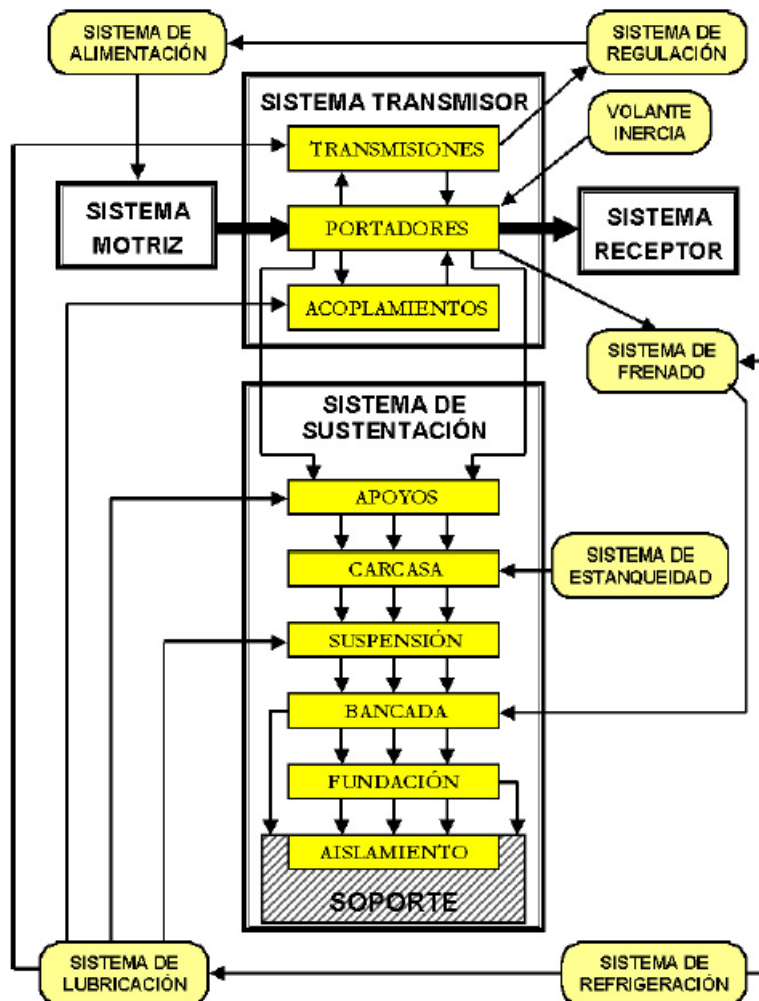 SISTEMA DE
ALIMENTACIÓN
SISTEMA DE
REGULACIÓN
SISTEMA TRANSMISOR
TRANSMISIONES
VOLANTE
INERCIA
SISTEMA
MOTRIZ
PORTADORES
SISTEMA
RECEPTOR
ACOPLAMIENTOS
SISTEMA DE
FRENADO
SISTEMA DE
SUSTENTACIÓN
APOYOS
CARCASA
SISTEMA DE
ESTANQUEIDAD
SUSPENSIÓN
BANCADA
FUNDACIÓN
AISLAMIENTO
SOPORTE
SISTEMA DE
LUBRICACIÓN
SISTEMA DE
REFRIGERACIÓN